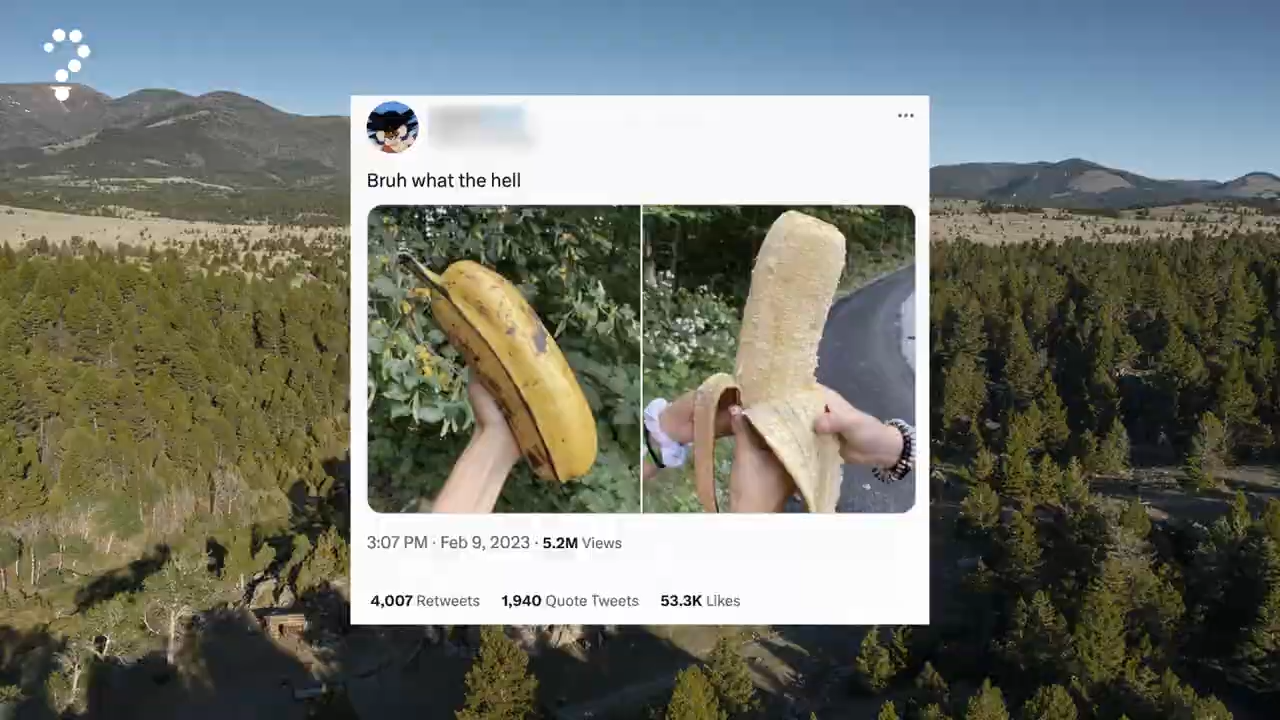 Bruh what the hell
3:07 PM · Feb 9, 2023 · 5.2M Views
4,007 Retweets 1,940 Quote Tweets 53.3K Likes